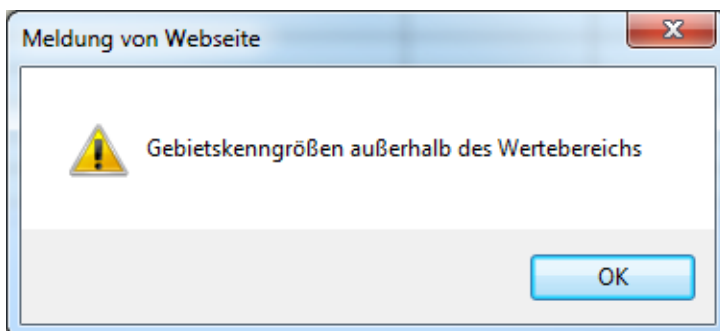 Meldung von Webseite
Gebietskenngrößen außerhalb des Wertebereichs
OK